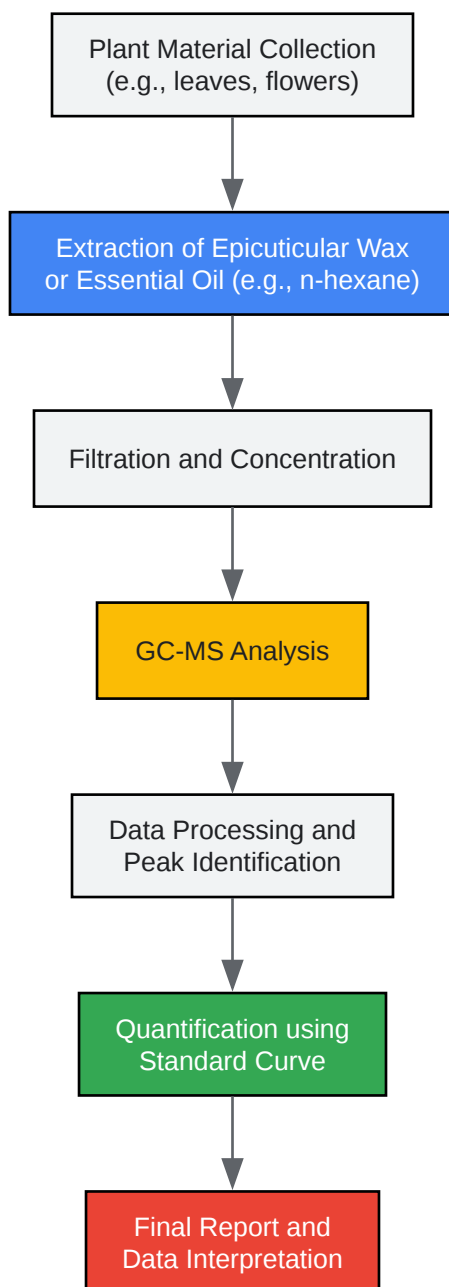 Plant Material Collection
(e.g., leaves, flowers)
Extraction of Epicuticular Wax
or Essential Oil (e.g., n-hexane)
Filtration and Concentration
GC-MS Analysis
Data Processing and
Peak Identification
Quantification using
Standard Curve
Final Report and
Data Interpretation